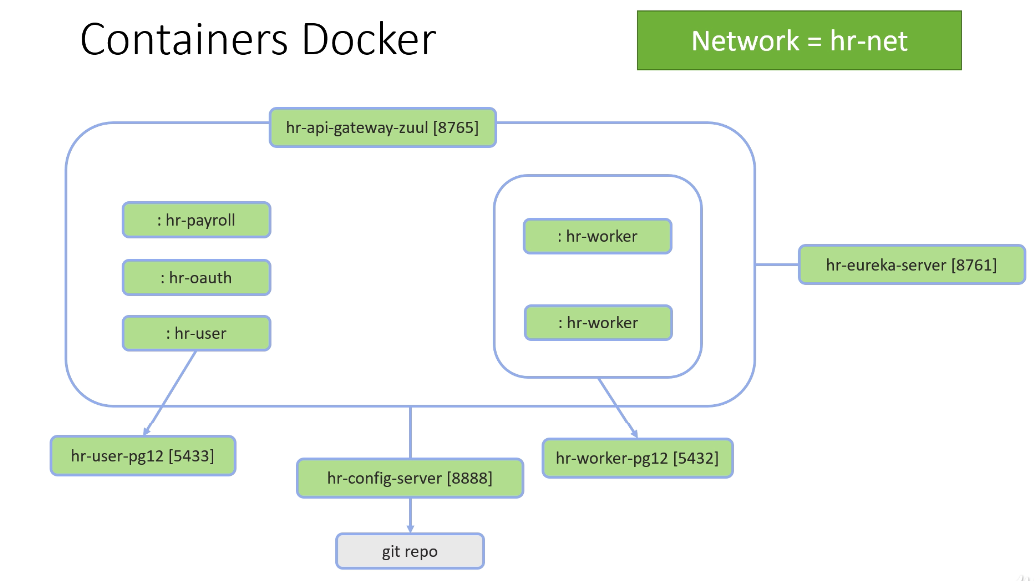 Containers Docker
Network = hr-net
hr-api-gateway-zuul [8765]
: hr-payroll
: hr-worker
hr-eureka-server [8761]
: hr-oauth
: hr-worker
: hr-user
hr-user-pg12 [5433]
hr-worker-pg12 [5432]
hr-config-server [8888]
git repo